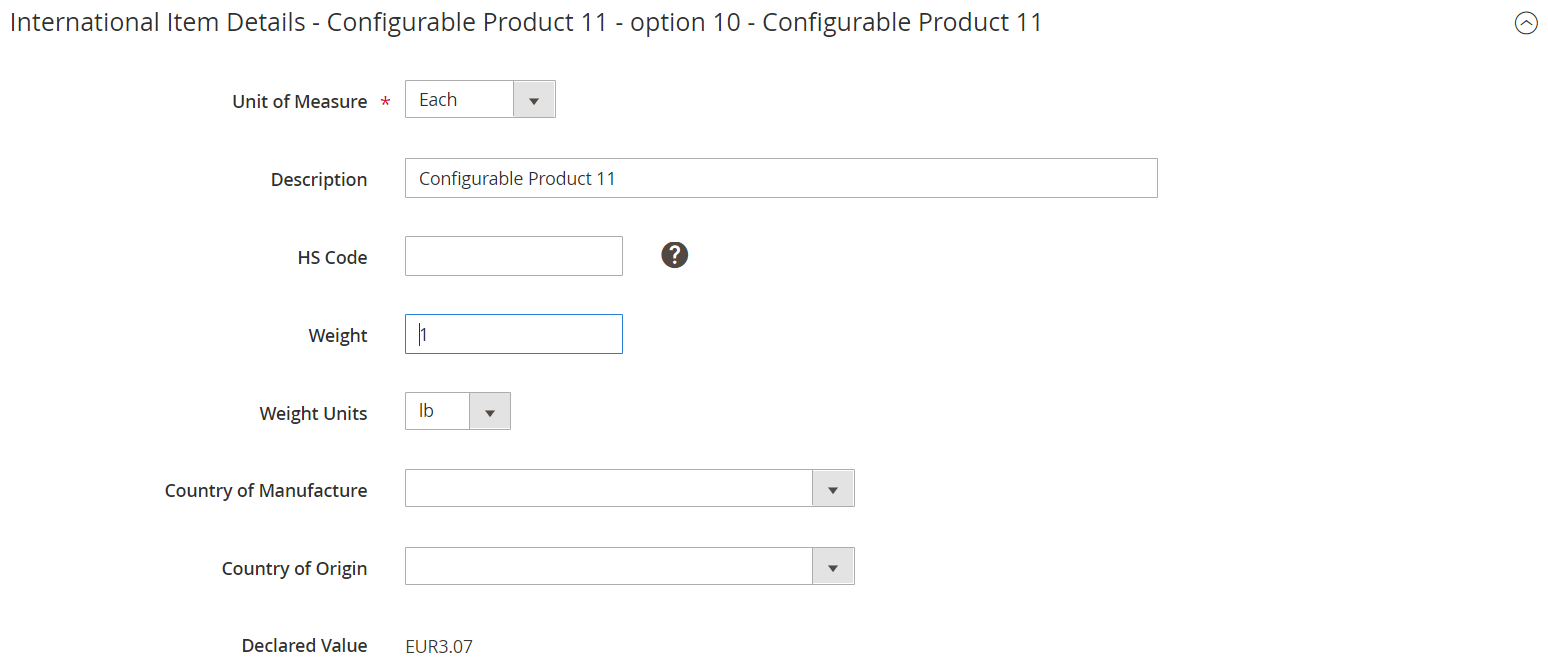 International Item Details - Configurable Product 11 - option 10 - Configurable Product 11
Unit of Measure * Each
Description Configurable Product 11
HS Code ?
Weight 1
Weight Units lb
Country of Manufacture
Country of Origin
Declared Value EUR3.07